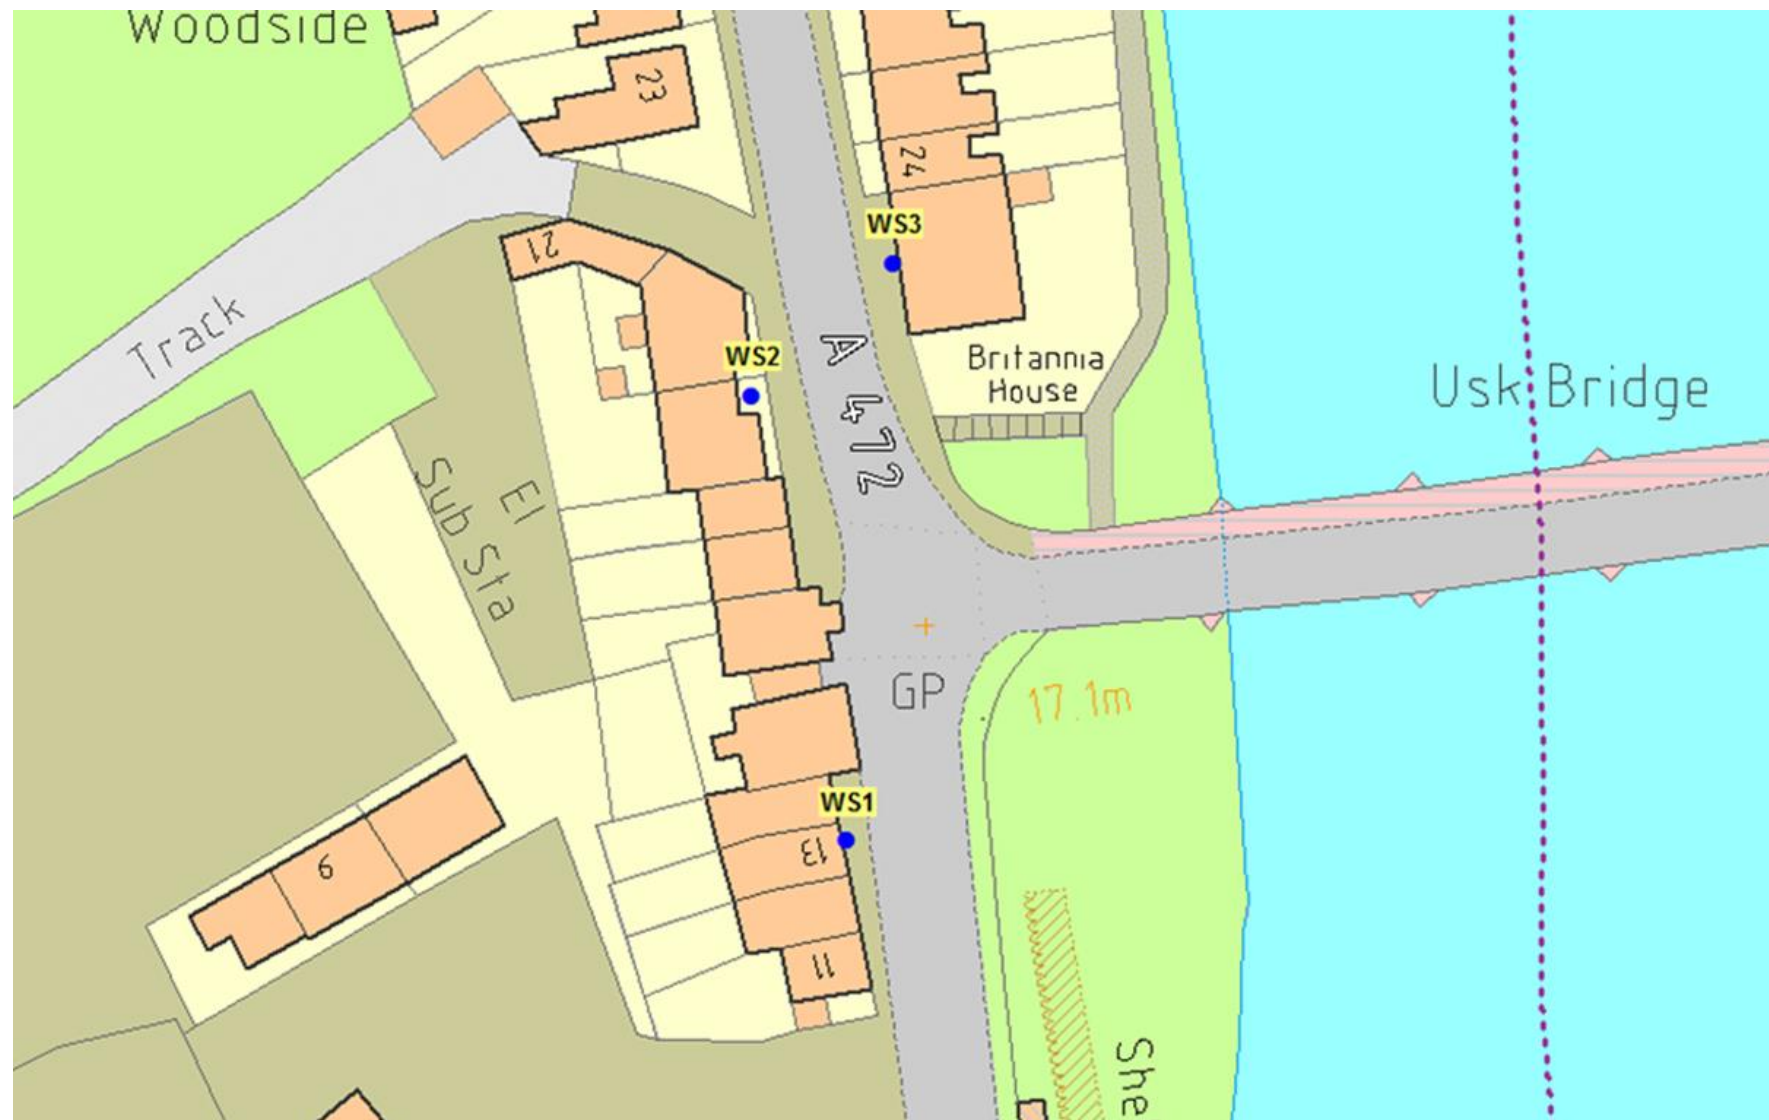 Woodside
23
24
WS3
21
Track
A 472
WS2
Britannia
House
Usk Bridge
El
Sub Sta
GP
17.1m
WS1
13
9
11
She